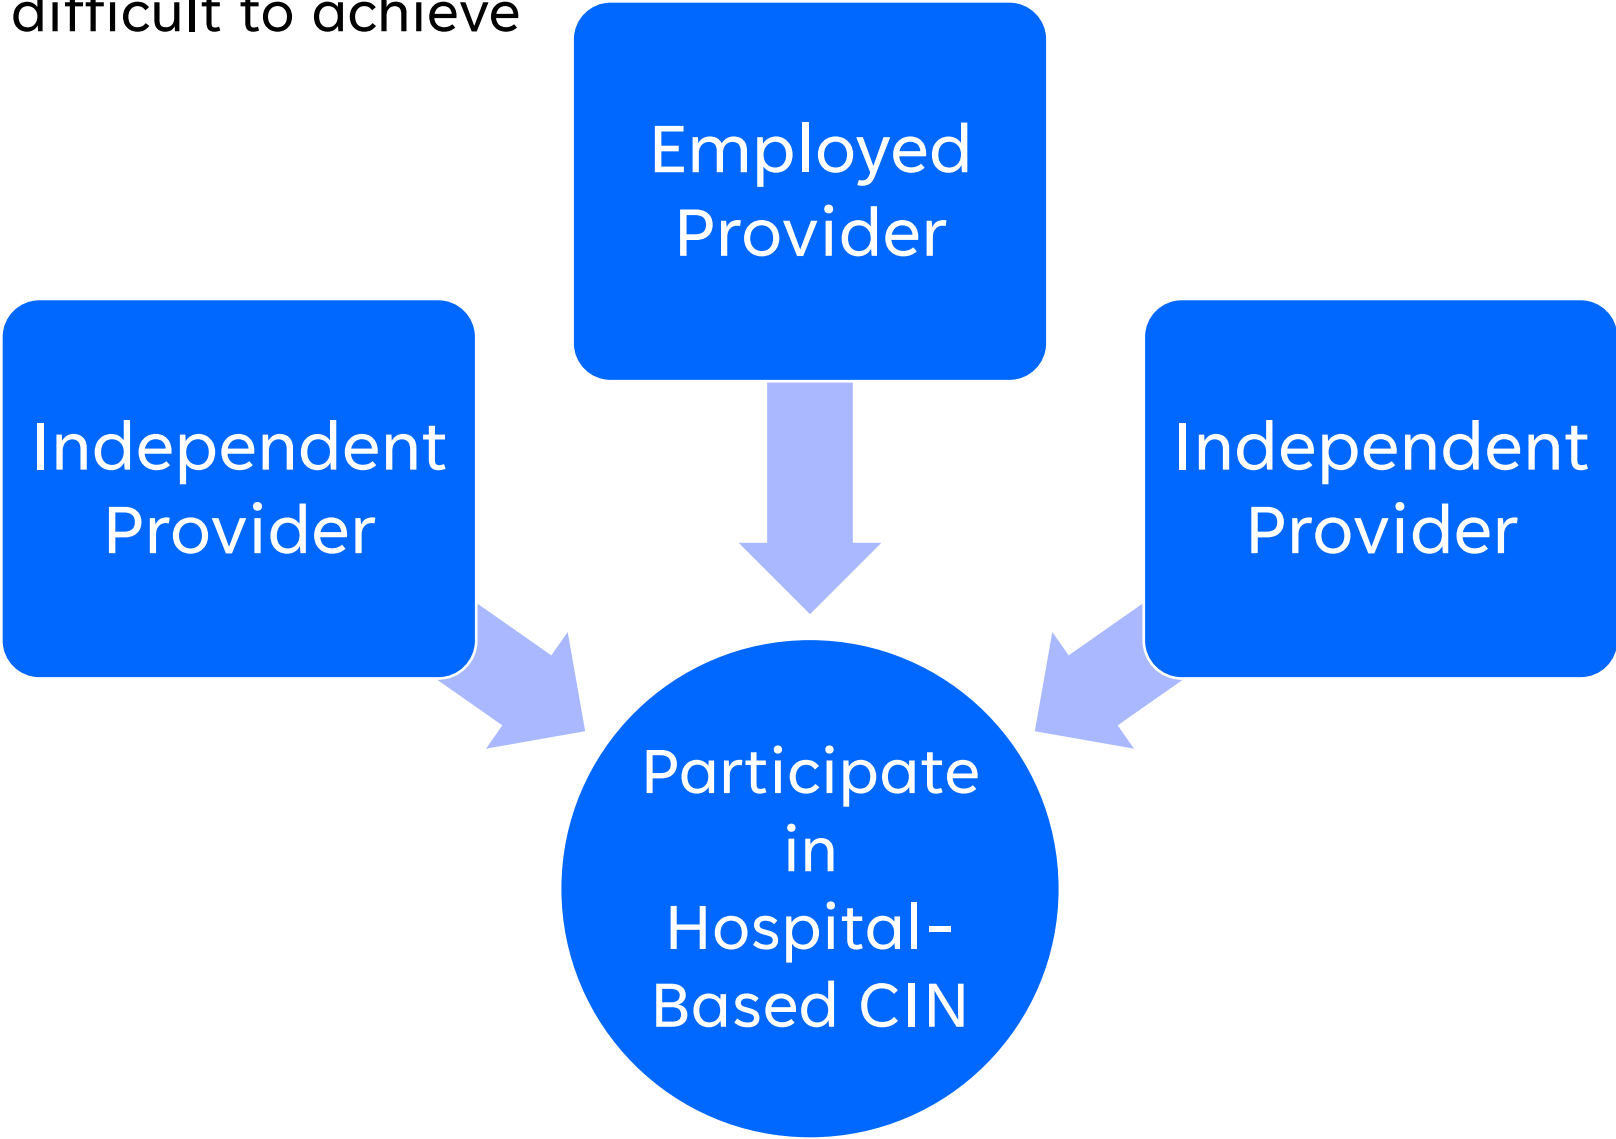 difficult to achieve
Employed
Provider
Independent
Provider
Independent
Provider
Participate
in
Hospital-
Based CIN